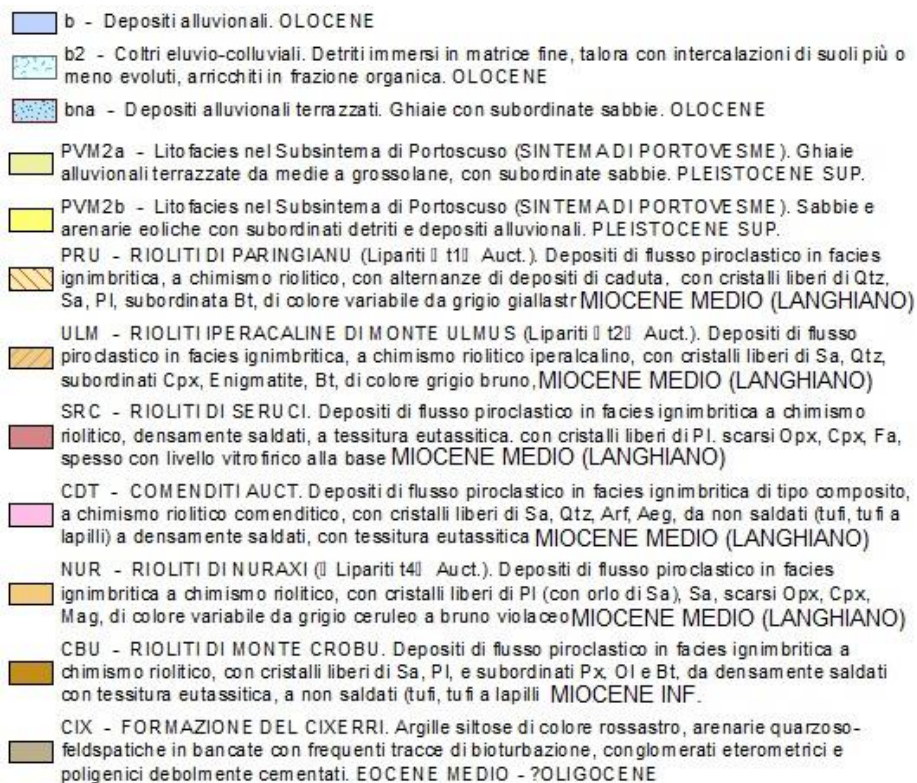 b - Depositi alluvionali. OLOCENE
b2 - Coltri eluvio-colluviali. Detriti immersi in matrice fine, talora con intercalazioni di suoli più o
meno evoluti, arricchiti in frazione organica. OLOCENE
bna - Depositi alluvionali terrazzati. Ghiaie con subordinate sabbie. OLOCENE
PVM2a - Litofacies nel Subsintema di Portoscuso (SINTEMA DI PORTOVESME). Ghiaie
alluvionali terrazzate da medie a grossolane, con subordinate sabbie. PLEISTOCENE SUP.
PVM2b - Litofacies nel Subsintema di Portoscuso (SINTEMA DI PORTOVESME). Sabbie e
arenarie eoliche con subordinati detriti e depositi alluvionali. PLEISTOCENE SUP.
PRU - RIOLITI DI PARINGIANU (Lipariti ▯ t1▯ Auct.). Depositi di flusso piroclastico in facies
ignimbritica, a chimismo riolitico, con alternanze di depositi di caduta, con cristalli liberi di Qtz,
Sa, Pl, subordinata Bt, di colore variabile da grigio giallastr MIOCENE MEDIO (LANGHIANO)
ULM - RIOLITI IPERACALINE DI MONTE ULMUS (Lipariti ▯ t2▯ Auct.). Depositi di flusso
piroclastico in facies ignimbritica, a chimismo riolitico iperalcalino, con cristalli liberi di Sa, Qtz,
subordinati Cpx, Enigmatite, Bt, di colore grigio bruno, MIOCENE MEDIO (LANGHIANO)
SRC - RIOLITI DI SERUCI. Depositi di flusso piroclastico in facies ignimbritica a chimismo
riolitico, densamente saldati, a tessitura eutassitica. con cristalli liberi di Pl. scarsi Opx, Cpx, Fa,
spesso con livello vitrofirico alla base MIOCENE MEDIO (LANGHIANO)
CDT - COMENDITI AUCT. Depositi di flusso piroclastico in facies ignimbritica di tipo composito,
a chimismo riolitico comenditico, con cristalli liberi di Sa, Qtz, Arf, Aeg, da non saldati (tufi, tufi a
lapilli) a densamente saldati, con tessitura eutassitica MIOCENE MEDIO (LANGHIANO)
NUR - RIOLITI DI NURAXI (▯ Lipariti t4▯ Auct.). Depositi di flusso piroclastico in facies
ignimbritica a chimismo riolitico, con cristalli liberi di Pl (con orlo di Sa), Sa, scarsi Opx, Cpx,
Mag, di colore variabile da grigio ceruleo a bruno violaceo MIOCENE MEDIO (LANGHIANO)
CBU - RIOLITI DI MONTE CROBU. Depositi di flusso piroclastico in facies ignimbritica a
chimismo riolitico, con cristalli liberi di Sa, Pl, e subordinati Px, Ol e Bt, da densamente saldati
con tessitura eutassitica, a non saldati (tufi, tufi a lapilli MIOCENE INF.
CIX - FORMAZIONE DEL CIXERRI. Argille siltose di colore rossastro, arenarie quarzoso-
feldspatiche in bancate con frequenti tracce di bioturbazione, conglomerati eterometrici e
poligenici debolmente cementati. EOCENE MEDIO - ?OLIGOCENE